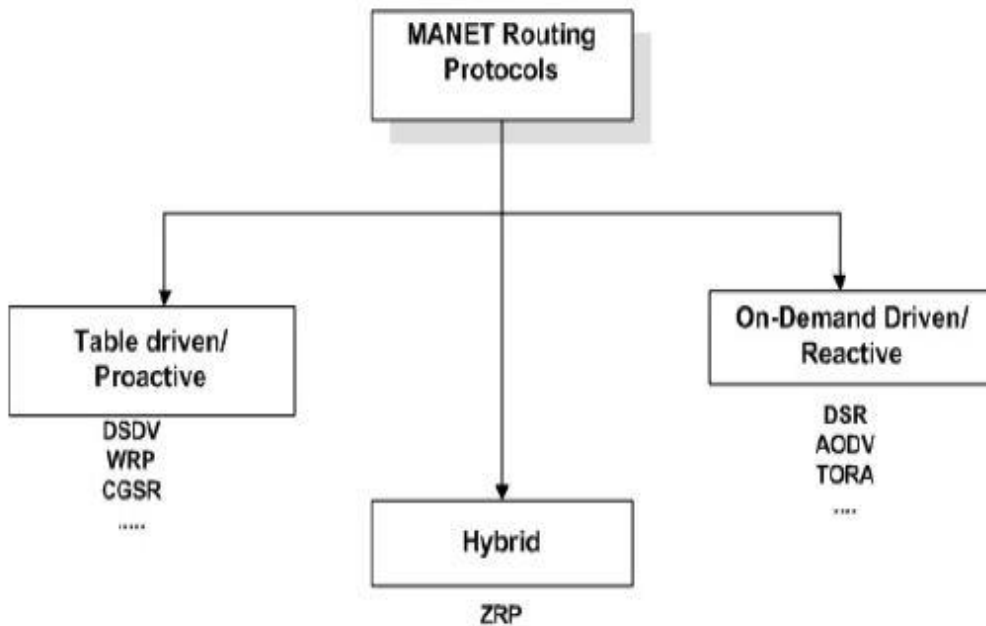 MANET Routing
Protocols
Table driven/
Proactive
DSDV
WRP
CGSR
.....
On-Demand Driven/
Reactive
DSR
AODV
TORA
....
Hybrid
ZRP